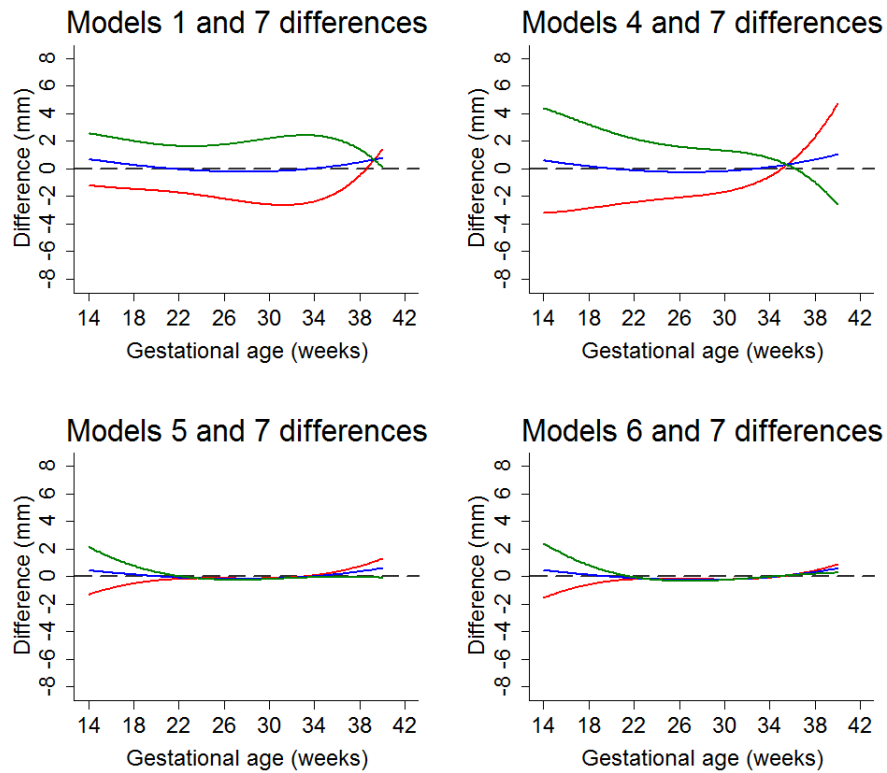 Models 1 and 7 differences
Difference (mm)
8
6
4
2
0
-2
-4
-6
-8
14 18 22 26 30 34 38 42
Gestational age (weeks)
Models 4 and 7 differences
Difference (mm)
8
6
4
2
0
-2
-4
-6
-8
14 18 22 26 30 34 38 42
Gestational age (weeks)
Models 5 and 7 differences
Difference (mm)
8
6
4
2
0
-2
-4
-6
-8
14 18 22 26 30 34 38 42
Gestational age (weeks)
Models 6 and 7 differences
Difference (mm)
8
6
4
2
0
-2
-4
-6
-8
14 18 22 26 30 34 38 42
Gestational age (weeks)